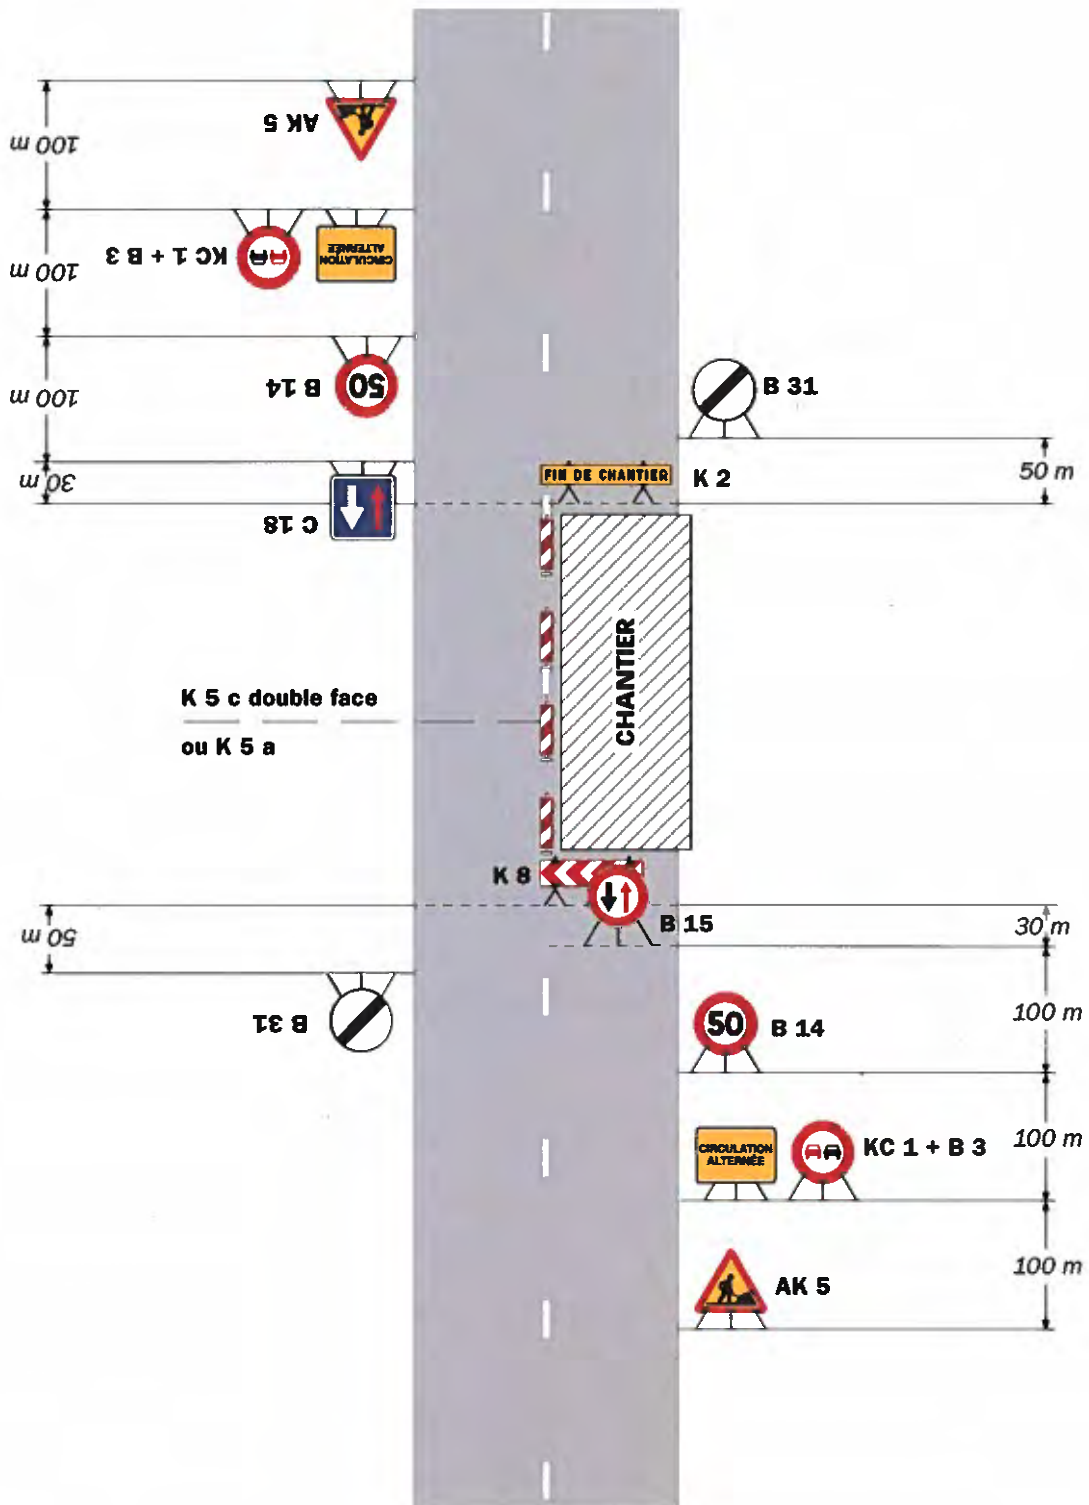 AK 5
100 m
KC 1 + B 3
CIRCULATION
ALTERNÉE
100 m
B 14
50
100 m
B 31
30 m
C 18
FIN DE CHANTIER
K 2
50 m
CHANTIER
K 5 c double face
ou K 5 a
K 8
B 15
30 m
50 m
B 31
50
B 14
100 m
CIRCULATION
ALTERNÉE
KC 1 + B 3
100 m
AK 5
100 m